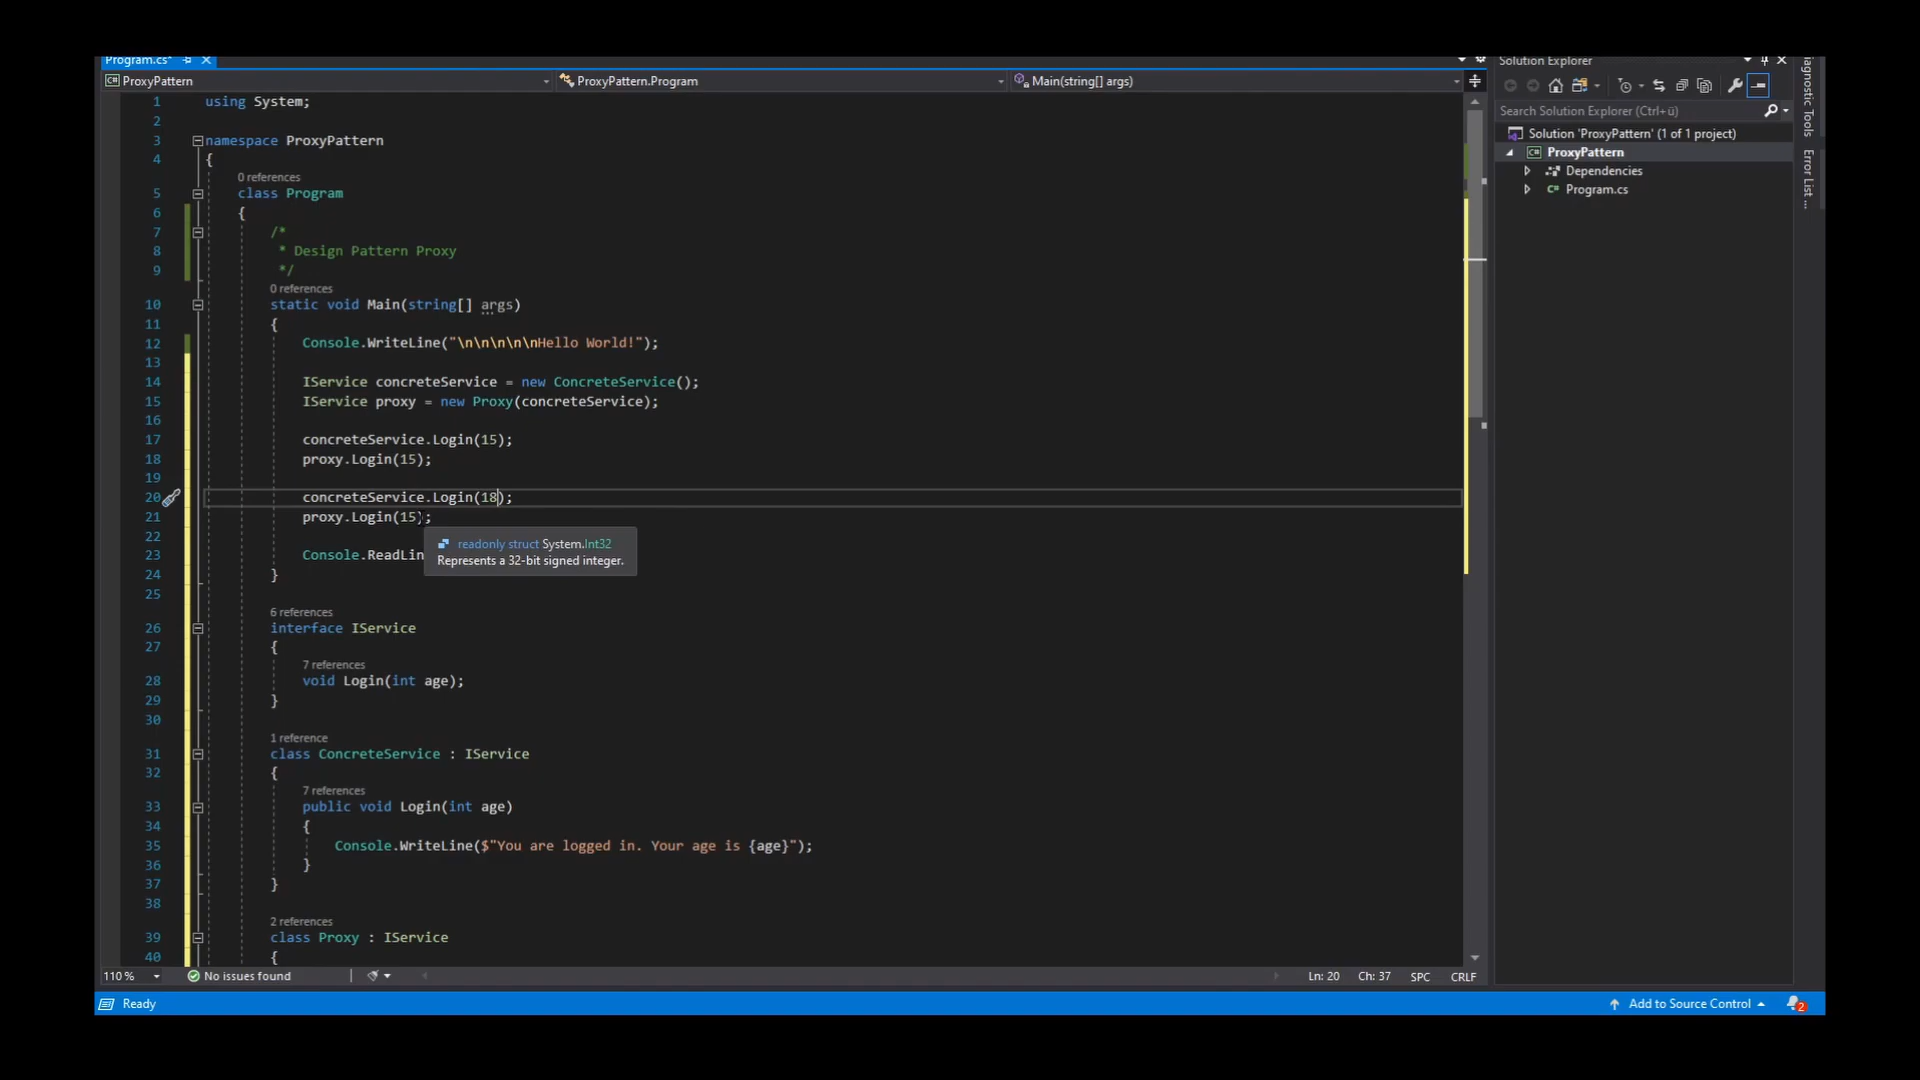 Program.cs*
ProxyPattern
ProxyPattern.Program
Main(string[] args)
1 using System;
2
3 namespace ProxyPattern
4 {
0 references
5 class Program
6 {
7 /*
8 * Design Pattern Proxy
9 */
0 references
10 static void Main(string[] args)
11 {
12 Console.WriteLine("\n\n\n\n\nHello World!");
13
14 IService concreteService = new ConcreteService();
15 IService proxy = new Proxy(concreteService);
16
17 concreteService.Login(15);
18 proxy.Login(15);
19
20 concreteService.Login(18);
21 proxy.Login(15);
22
readonly struct System.Int32
Represents a 32-bit signed integer.
23 Console.ReadLin
24 }
25
6 references
26 interface IService
27 {
7 references
28 void Login(int age);
29 }
30
1 reference
31 class ConcreteService : IService
32 {
7 references
33 public void Login(int age)
34 {
35 Console.WriteLine($"You are logged in. Your age is {age}");
36 }
37 }
38
2 references
39 class Proxy : IService
40 {
110 %
No issues found
Ln: 20 Ch: 37 SPC CRLF
Ready
Add to Source Control
2
Solution Explorer
Search Solution Explorer (Ctrl+ü)
Solution 'ProxyPattern' (1 of 1 project)
ProxyPattern
Dependencies
Program.cs
iagnostic Tools
Error List ...